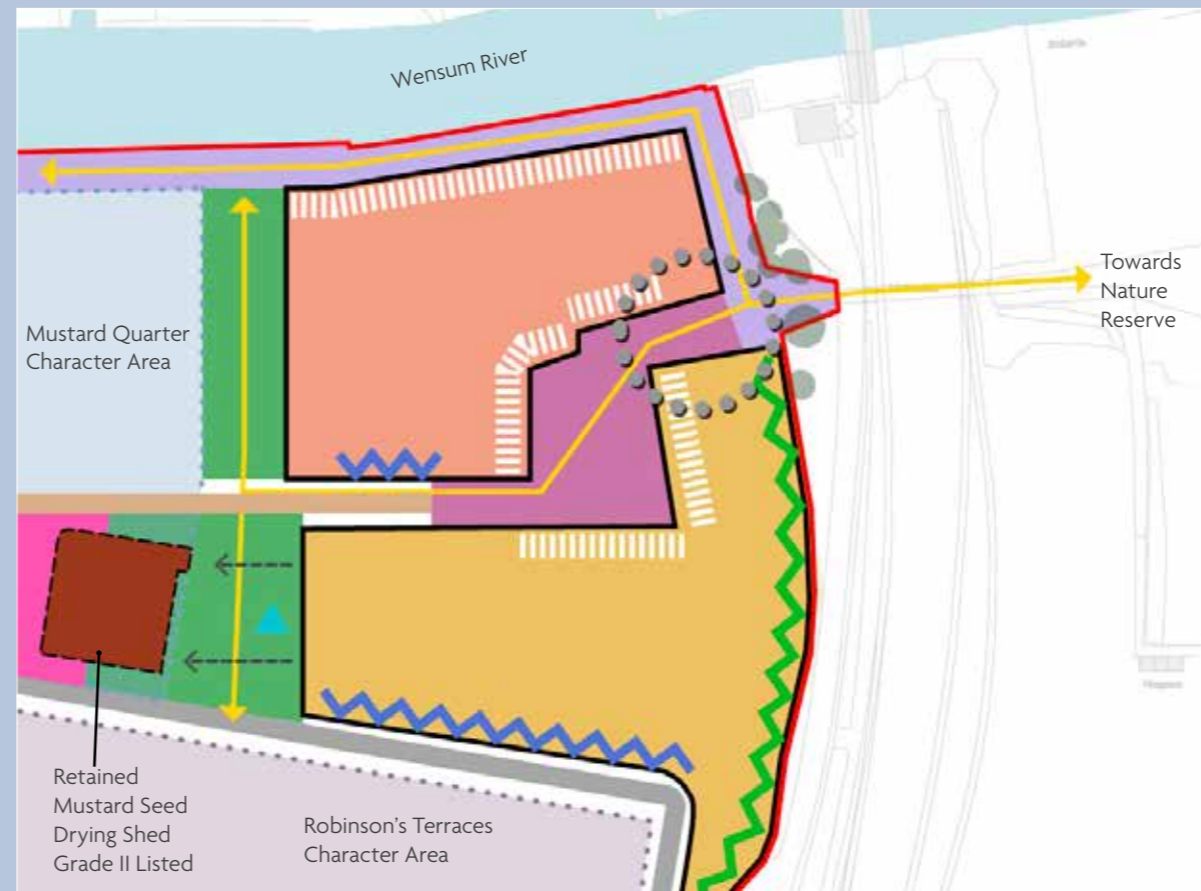 Wensum River
Towards
Nature
Reserve
Mustard Quarter
Character Area
Retained
Mustard Seed
Drying Shed
Grade II Listed
Robinson's Terraces
Character Area